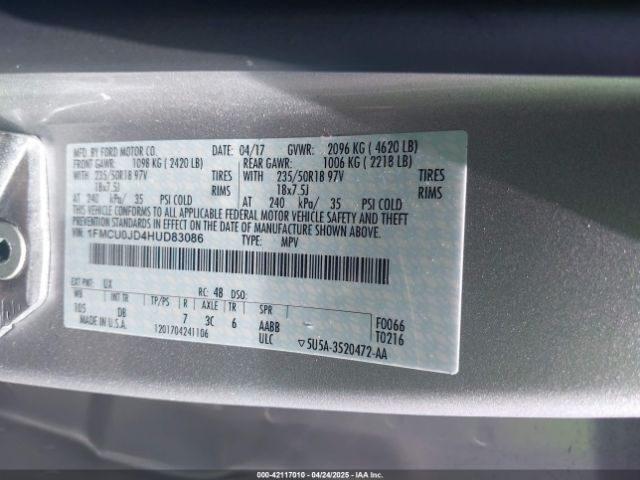 MFD. BY FORD MOTOR CO. DATE: 04/17 GVWR: 2096 KG ( 4620 LB)
FRONT GAWR: 1098 KG ( 2420 LB) REAR GAWR: 1006 KG ( 2218 LB)
WITH 235/50R18 97V TIRES WITH 235/50R18 97V TIRES
18x7.5J RIMS 18x7.5J RIMS
AT 240 kPa/ 35 PSI COLD AT 240 kPa/ 35 PSI COLD
THIS VEHICLE CONFORMS TO ALL APPLICABLE FEDERAL MOTOR VEHICLE SAFETY AND THEFT
PREVENTION STANDARDS IN EFFECT ON THE DATE OF MANUFACTURE SHOWN ABOVE.
VIN: 1FMCU0JD4HUD83086 TYPE: MPV
EXT PNT: UX RC: 48 DSO:
WB INT TR TP/PS R AXLE TR SPR
105 DB 7 3C 6 AABB F0066
MADE IN U.S.A. 1201704241106 ULC T0216
▽5U5A-3520472-AA
000-42117010 - 04/24/2025 - IAAI.COM